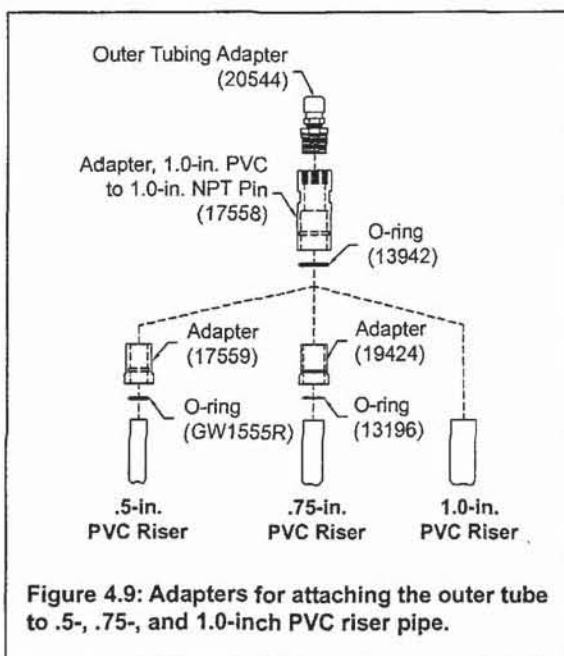 Outer Tubing Adapter
(20544)
Adapter, 1.0-in. PVC
to 1.0-in. NPT Pin
(17558)
O-ring
(13942)
Adapter
(17559)
Adapter
(19424)
O-ring
(GW1555R)
O-ring
(13196)
.5-in.
PVC Riser
.75-in.
PVC Riser
1.0-in.
PVC Riser
Figure 4.9: Adapters for attaching the outer tube
to .5-, .75-, and 1.0-inch PVC riser pipe.